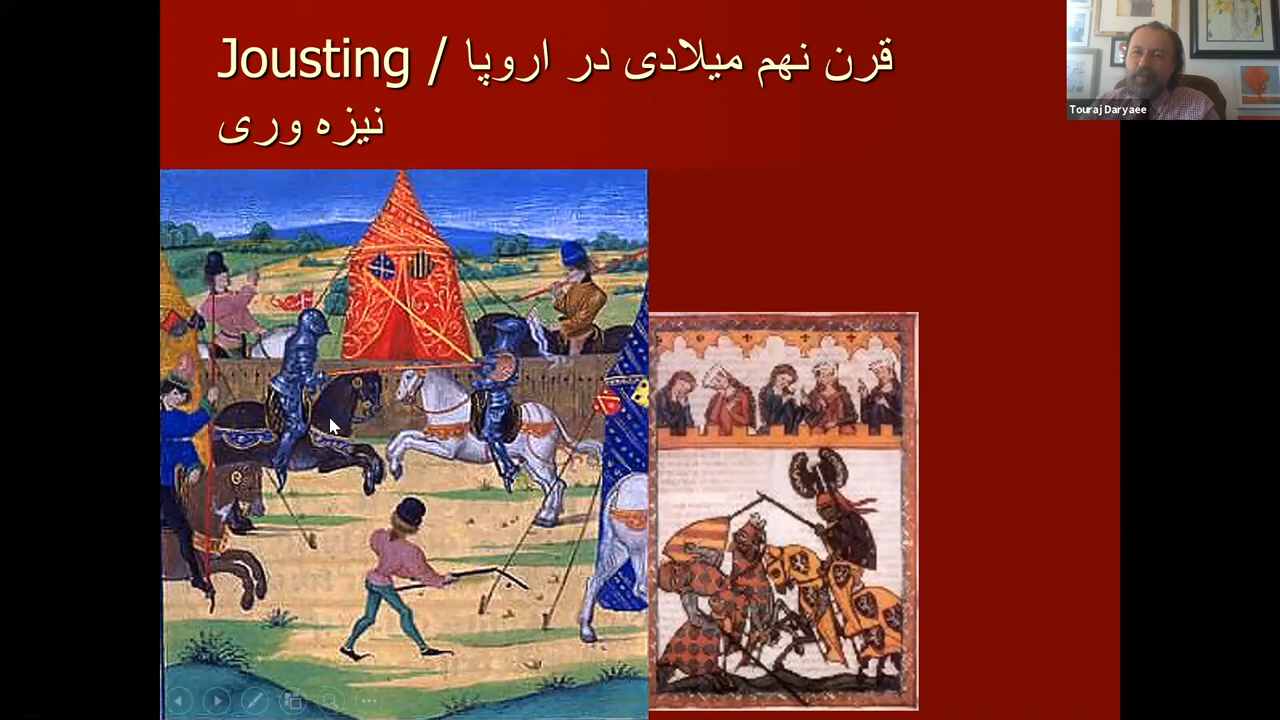 Jousting / قرن نهم میلادی در اروپا
نیزه وری
Touraj Daryaee